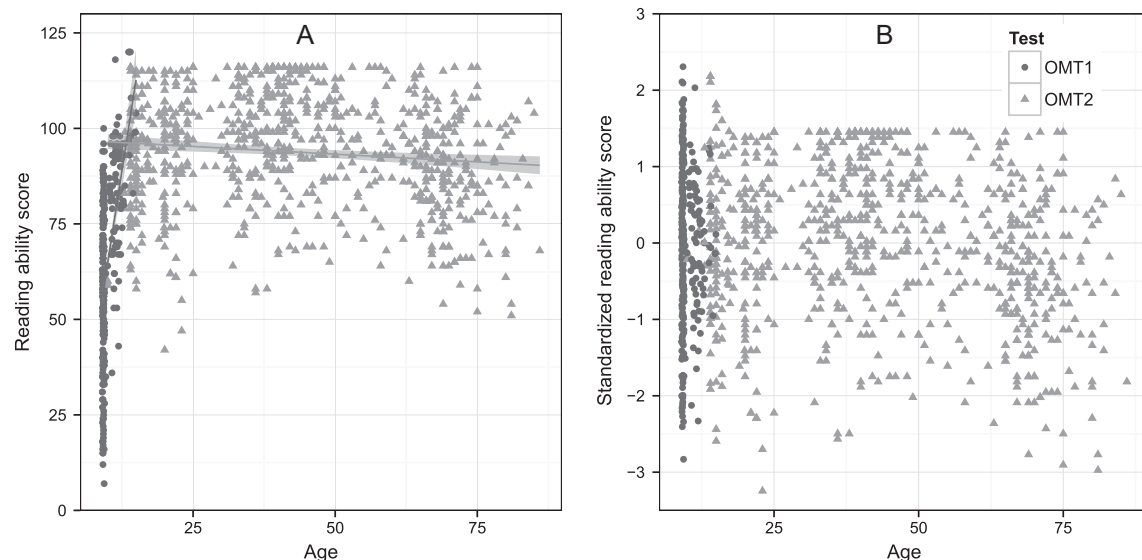 A
Reading ability score
125
100
75
50
25
0
25
50
75
Age
B
Standardized reading ability score
3
2
1
0
−1
−2
−3
25
50
75
Age
Test
OMT1
OMT2